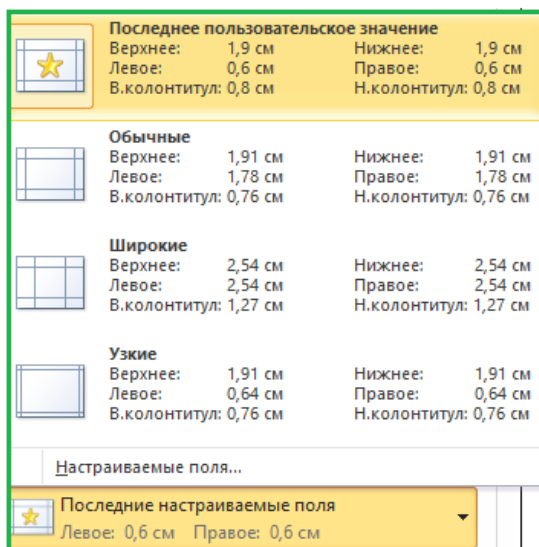 Последнее пользовательское значение
Верхнее: 1,9 см Нижнее: 1,9 см
Левое: 0,6 см Правое: 0,6 см
В.колонтитул: 0,8 см Н.колонтитул: 0,8 см
Обычные
Верхнее: 1,91 см Нижнее: 1,91 см
Левое: 1,78 см Правое: 1,78 см
В.колонтитул: 0,76 см Н.колонтитул: 0,76 см
Широкие
Верхнее: 2,54 см Нижнее: 2,54 см
Левое: 2,54 см Правое: 2,54 см
В.колонтитул: 1,27 см Н.колонтитул: 1,27 см
Узкие
Верхнее: 1,91 см Нижнее: 1,91 см
Левое: 0,64 см Правое: 0,64 см
В.колонтитул: 0,76 см Н.колонтитул: 0,76 см
Настраиваемые поля...
Последние настраиваемые поля
Левое: 0,6 см Правое: 0,6 см